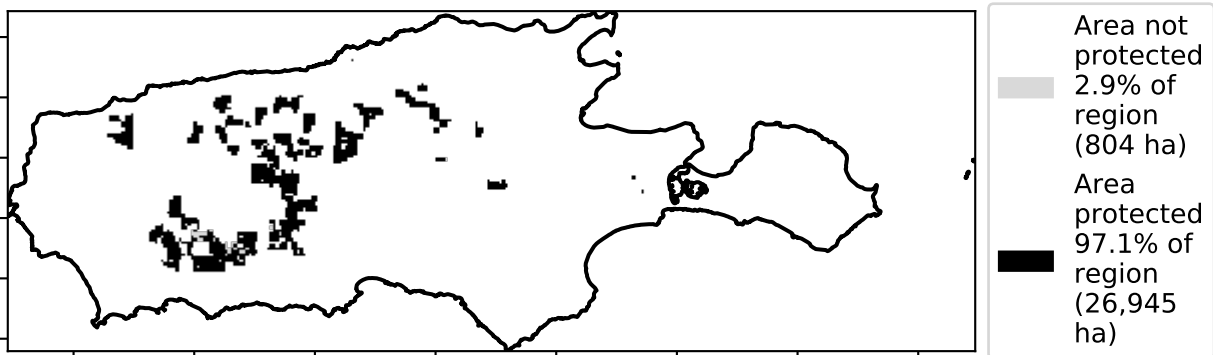 Area not
protected
2.9% of
region
(804 ha)
Area
protected
97.1% of
region
(26,945
ha)